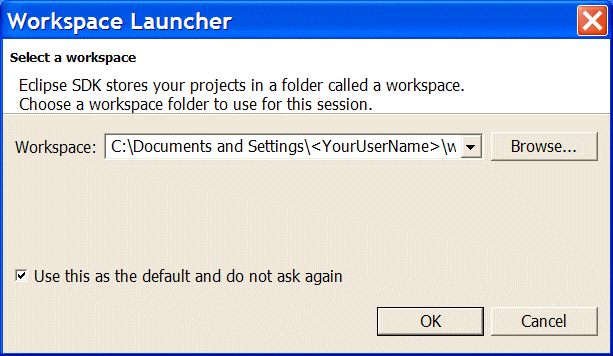 Workspace Launcher
Select a workspace
Eclipse SDK stores your projects in a folder called a workspace.
Choose a workspace folder to use for this session.
Workspace: C:\Documents and Settings\<YourUserName>\w Browse...
Use this as the default and do not ask again
OK Cancel